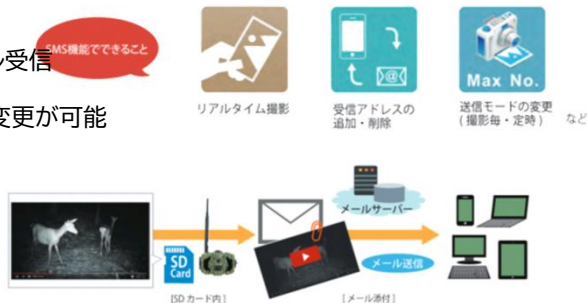 SMS機能でできること
ル受信
変更が可能
リアルタイム撮影
受信アドレスの
追加・削除
Max No.
送信モードの変更
(撮影毎・定時)
など
メールサーバー
SD
Card
メール送信
[SDカード内]
[メール添付]